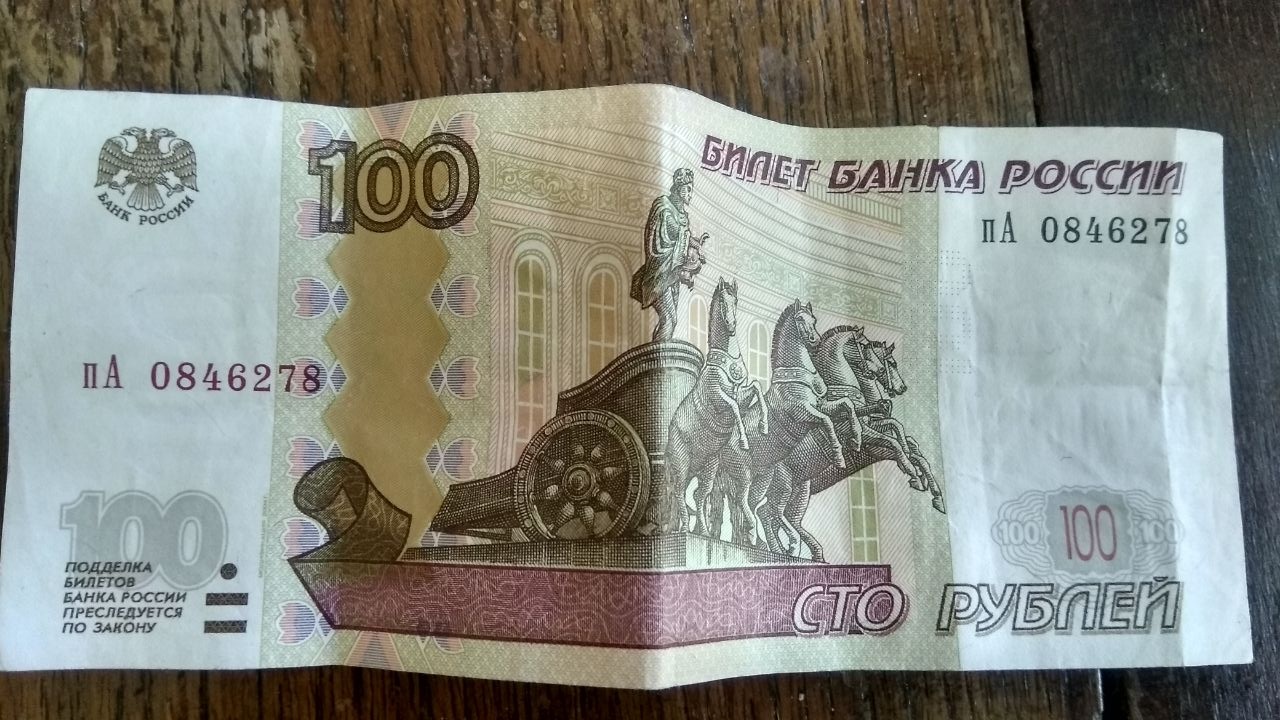 100
БИЛЕТ БАНКА РОССИИ
БАНК РОССИИ
пА 0846278
пА 0846278
100
100 100 100
ПОДДЕЛКА
БИЛЕТОВ
БАНКА РОССИИ
ПРЕСЛЕДУЕТСЯ
ПО ЗАКОНУ
СТО РУБЛЕЙ